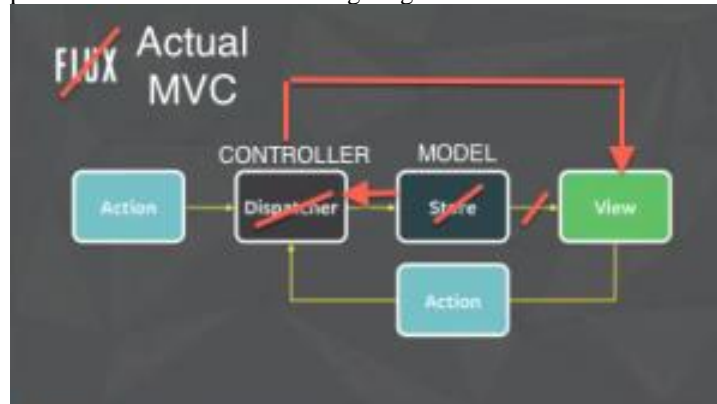 FLUX Actual
MVC
CONTROLLER MODEL
Action Dispatcher Store View
Action